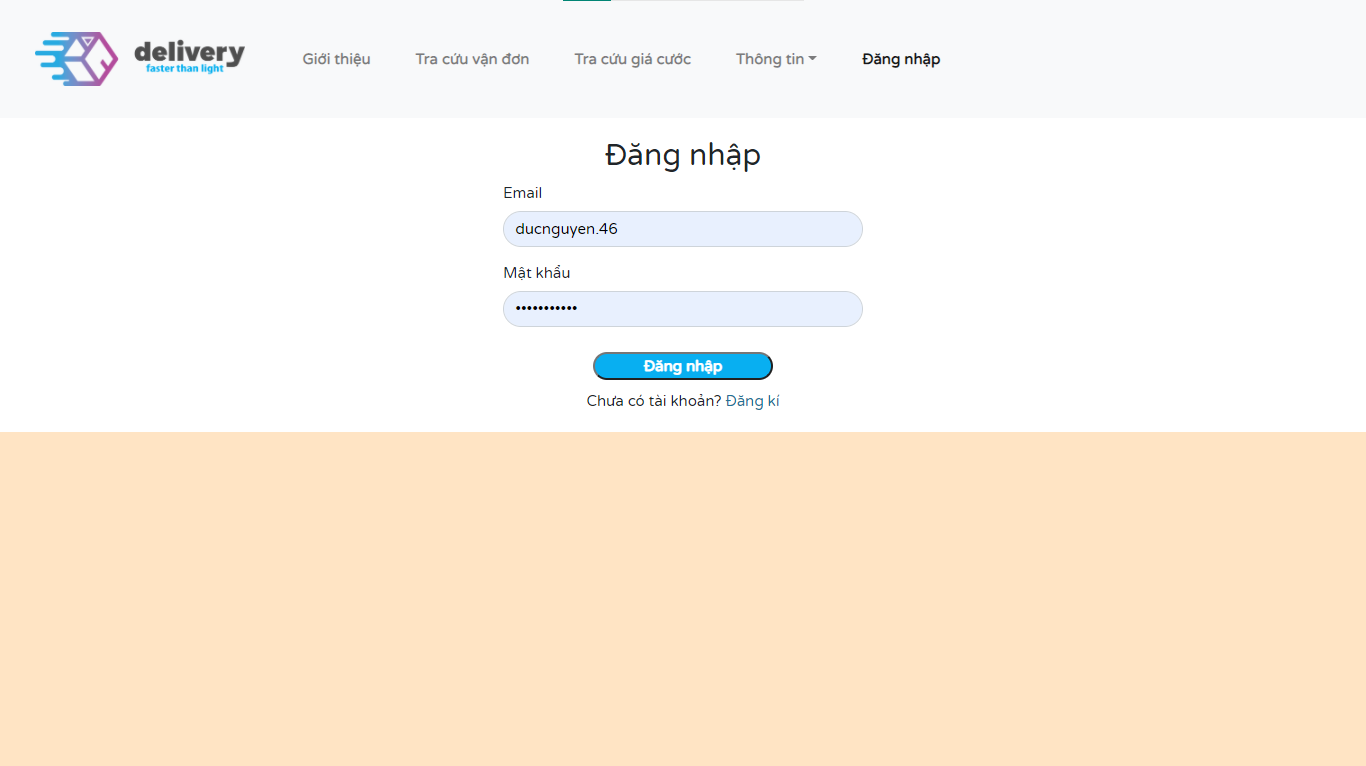 delivery
faster than light
Giới thiệu Tra cứu vận đơn Tra cứu giá cước Thông tin Đăng nhập
Đăng nhập
Email
ducnguyen.46
Mật khẩu
•••••••••••
Đăng nhập
Chưa có tài khoản? Đăng kí